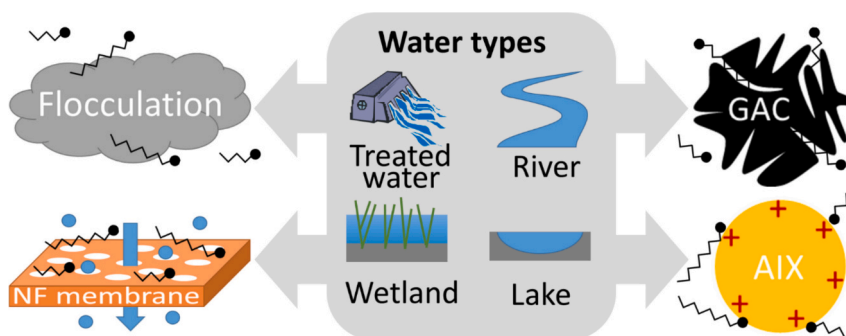 Water types
Flocculation
GAC
Treated
water
River
NF membrane
Wetland
Lake
AIX